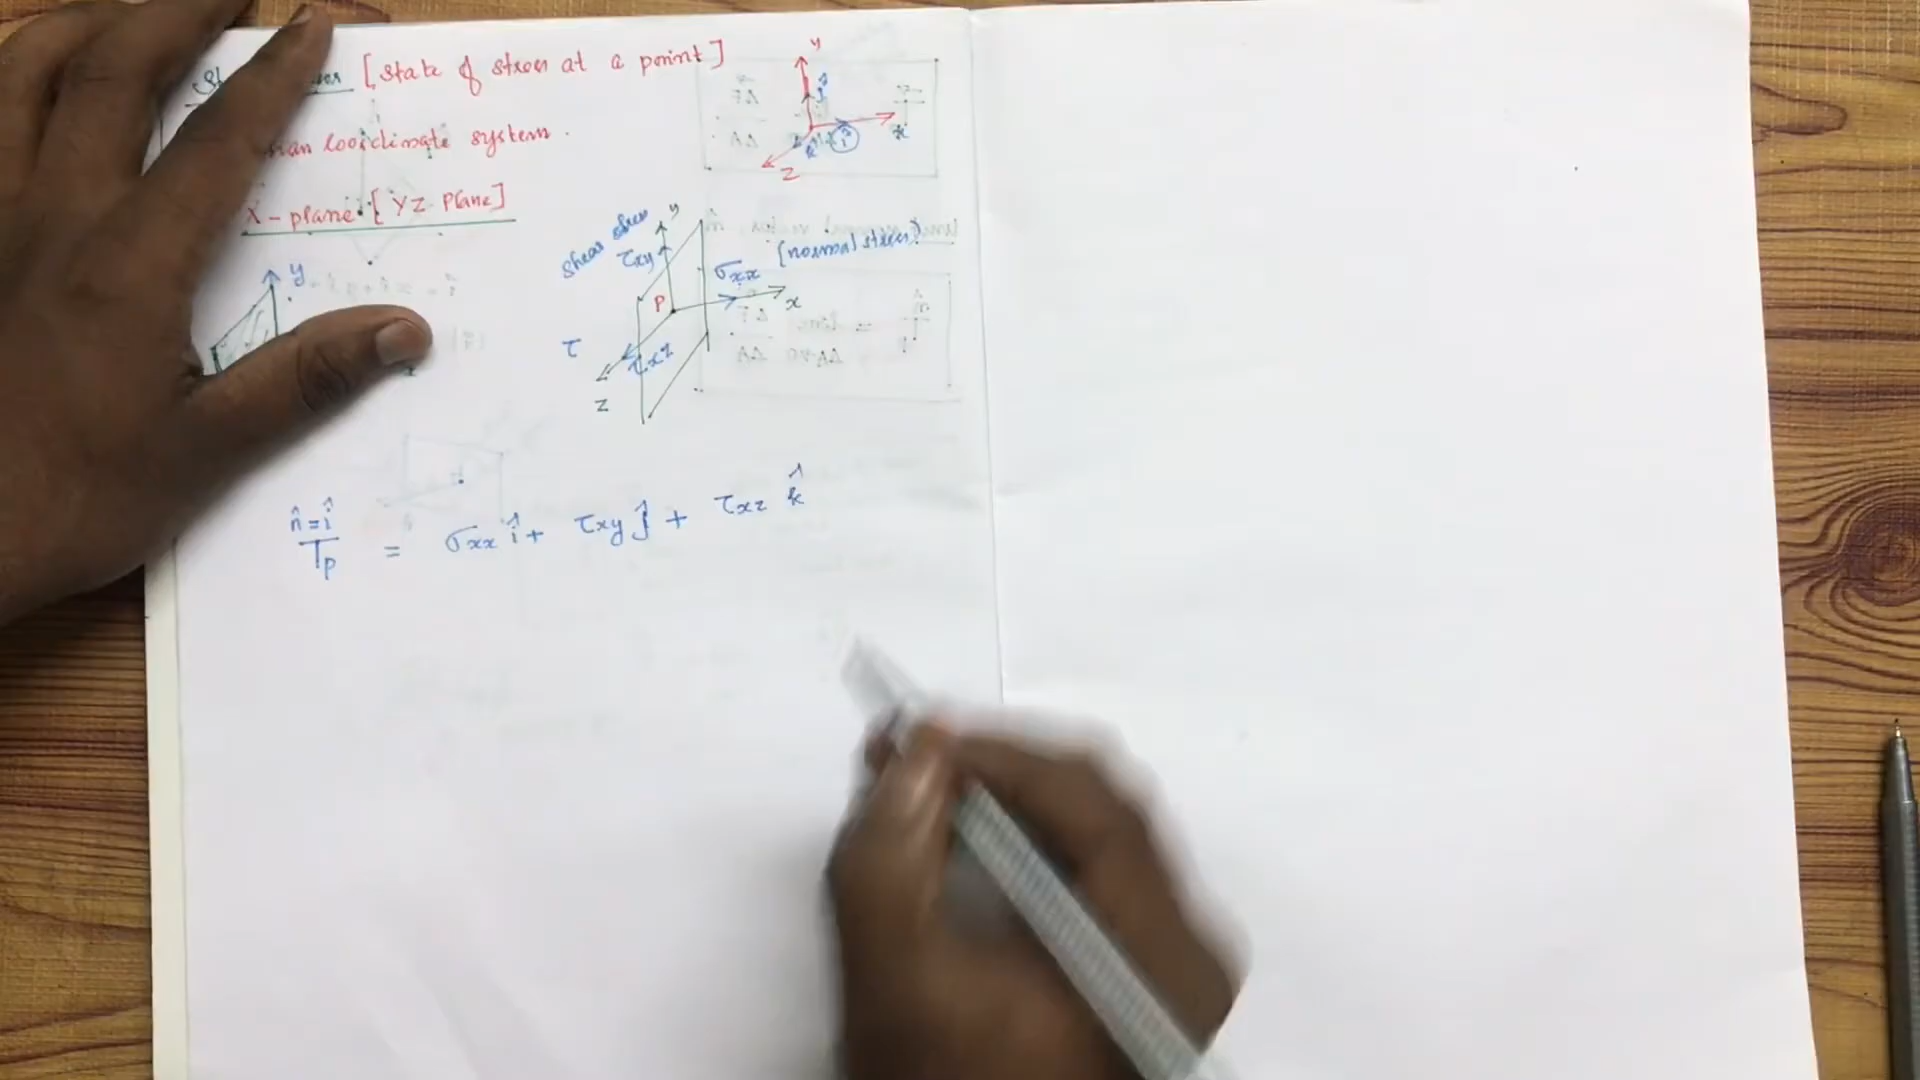 [State of stress at a point]
coordinate system.
X-plane [YZ Plane]
y
ĵ
î
x
k̂
z
y
x
y
shear stress
τxy
σxx
[normal stress]
P
x
τ
τxz
z
n̂=î
Tp = σxx î + τxy ĵ + τxz k̂